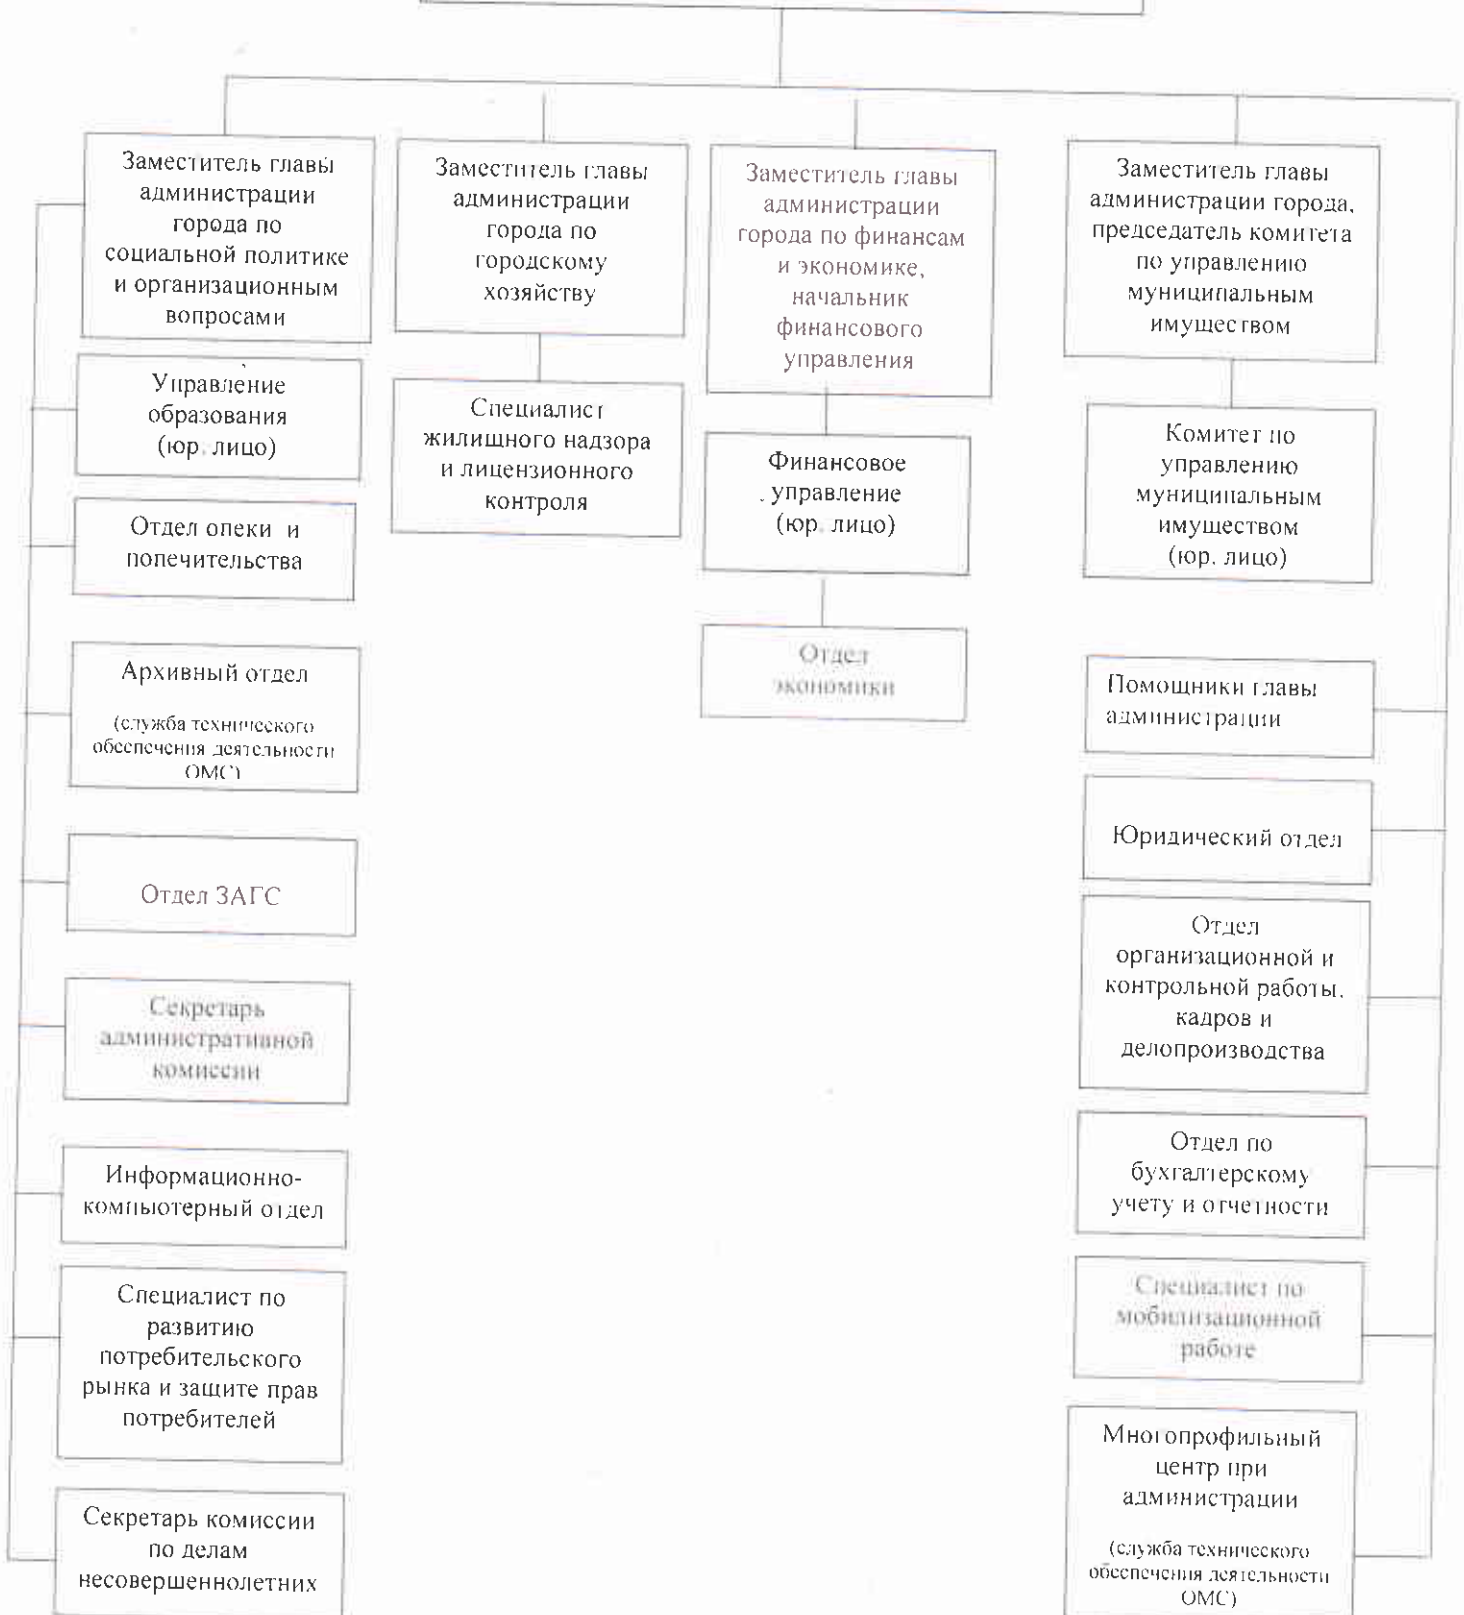 Заместитель главы
администрации
города по
социальной политике
и организационным
вопросами
Управление
образования
(юр. лицо)
Отдел опеки и
попечительства
Архивный отдел
(служба технического
обеспечения деятельности
ОМС)
Отдел ЗАГС
Секретарь
административной
комиссии
Информационно-
компьютерный отдел
Специалист по
развитию
потребительского
рынка и защите прав
потребителей
Секретарь комиссии
по делам
несовершеннолетних
Заместитель главы
администрации
города по
городскому
хозяйству
Специалист
жилищного надзора
и лицензионного
контроля
Заместитель главы
администрации
города по финансам
и экономике,
начальник
финансового
управления
Финансовое
управление
(юр. лицо)
Отдел
экономики
Заместитель главы
администрации города,
председатель комитета
по управлению
муниципальным
имуществом
Комитет по
управлению
муниципальным
имуществом
(юр. лицо)
Помощники главы
администрации
Юридический отдел
Отдел
организационной и
контрольной работы,
кадров и
делопроизводства
Отдел по
бухгалтерскому
учету и отчетности
Специалист по
мобилизационной
работе
Многопрофильный
центр при
администрации
(служба технического
обеспечения деятельности
ОМС)